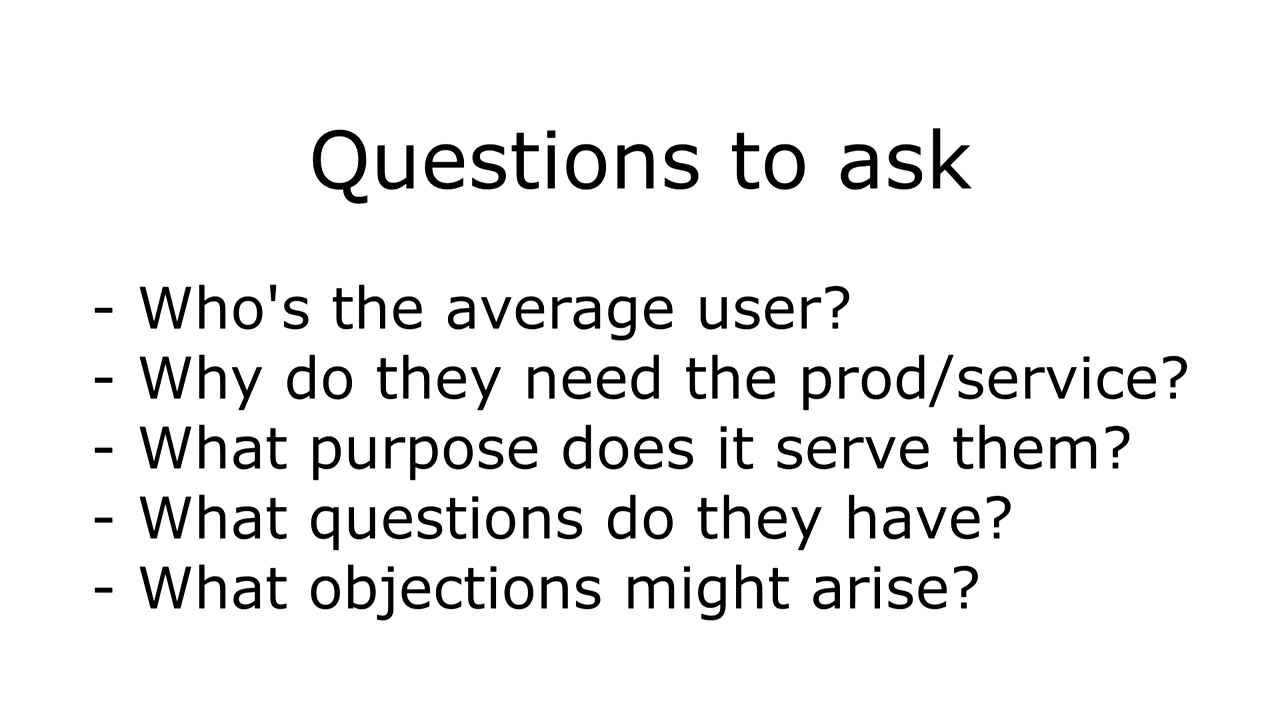 Questions to ask
- Who's the average user?
- Why do they need the prod/service?
- What purpose does it serve them?
- What questions do they have?
- What objections might arise?